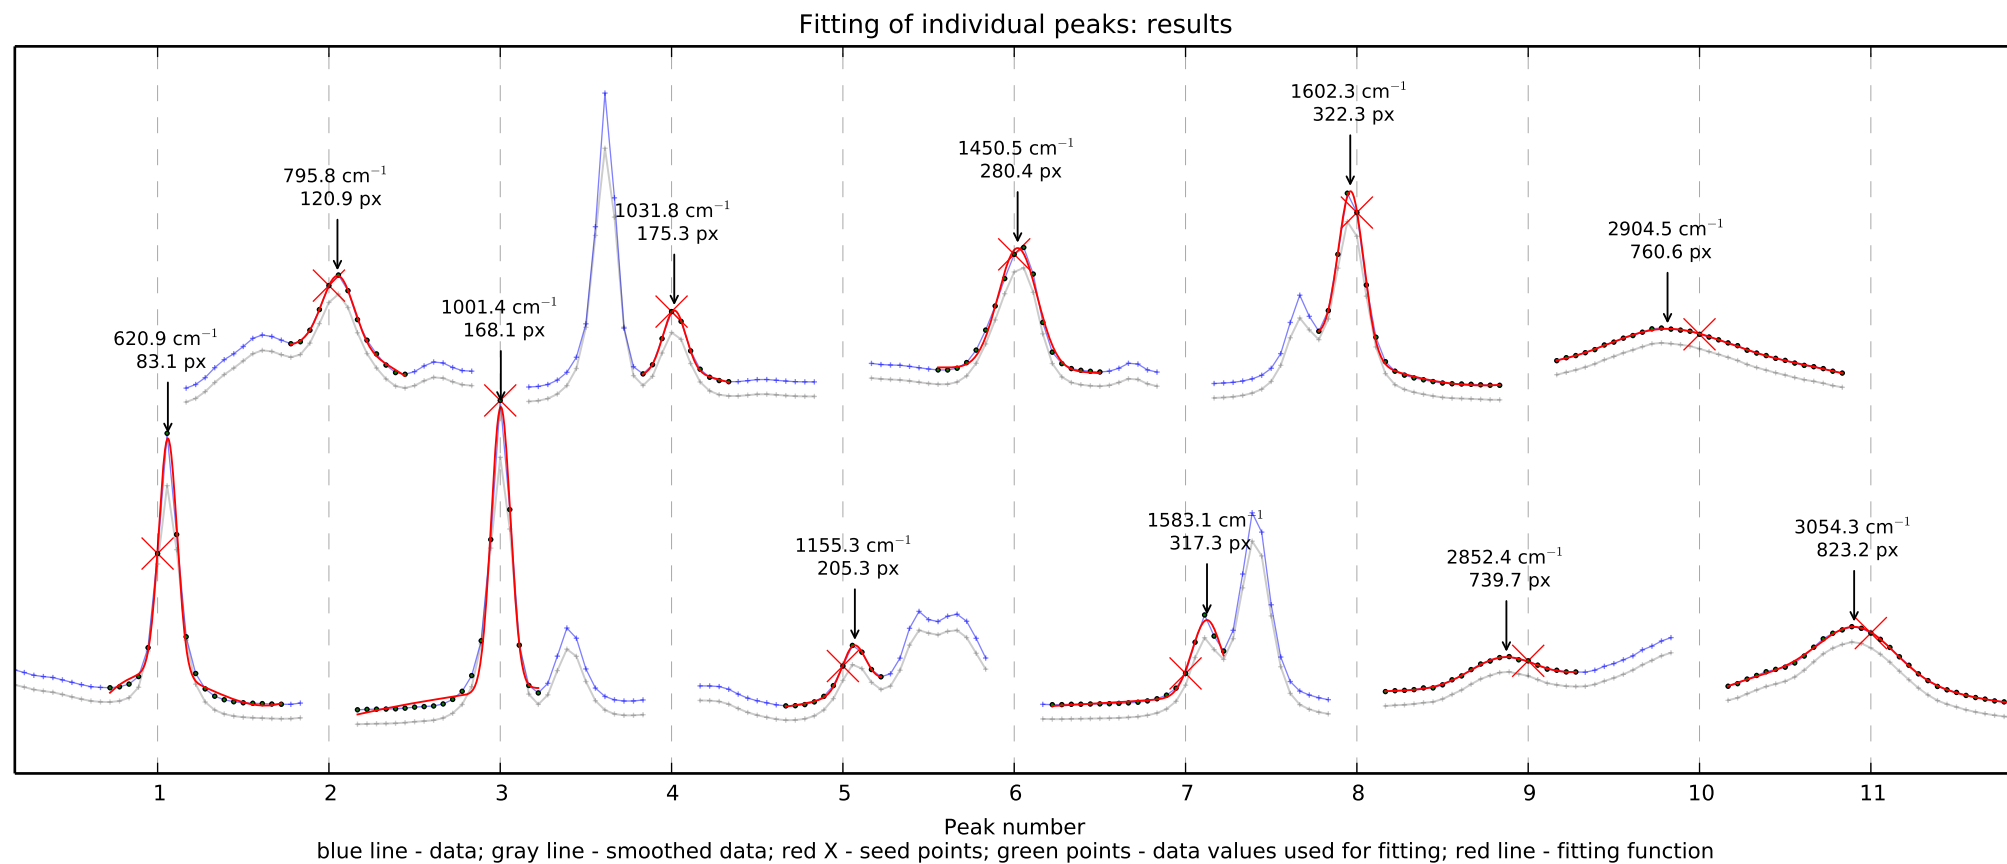 Fitting of individual peaks: results
620.9 cm⁻¹
83.1 px
795.8 cm⁻¹
120.9 px
1001.4 cm⁻¹
168.1 px
1031.8 cm⁻¹
175.3 px
1155.3 cm⁻¹
205.3 px
1450.5 cm⁻¹
280.4 px
1583.1 cm⁻¹
317.3 px
1602.3 cm⁻¹
322.3 px
2852.4 cm⁻¹
739.7 px
2904.5 cm⁻¹
760.6 px
3054.3 cm⁻¹
823.2 px
1 2 3 4 5 6 7 8 9 10 11
Peak number
blue line - data; gray line - smoothed data; red X - seed points; green points - data values used for fitting; red line - fitting function